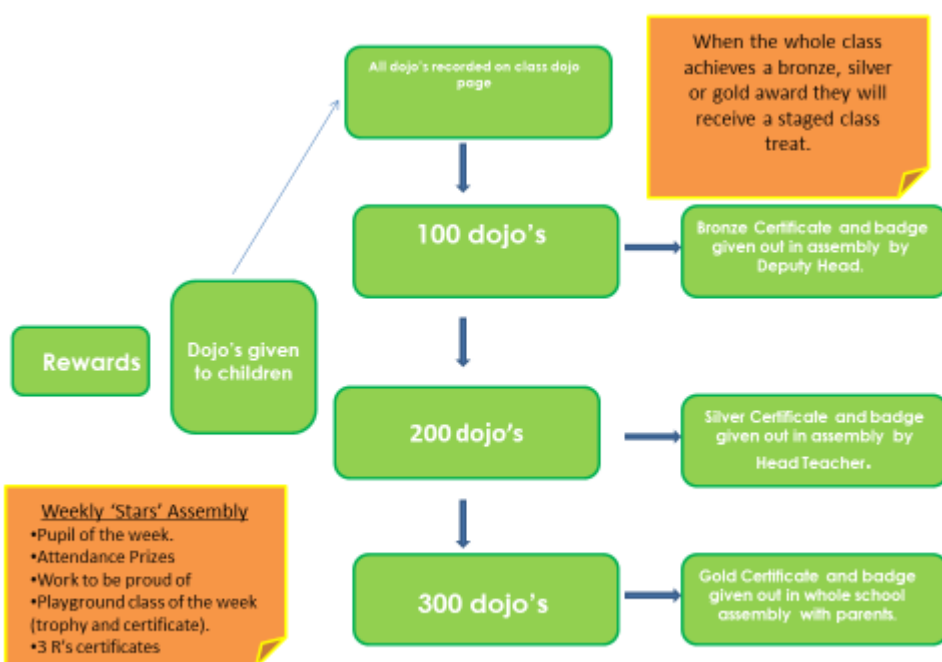 All dojo's recorded on class dojo
page
When the whole class
achieves a bronze, silver
or gold award they will
receive a staged class
treat.
100 dojo's
Bronze Certificate and badge
given out in assembly by
Deputy Head.
Rewards
Dojo's given
to children
200 dojo's
Silver Certificate and badge
given out in assembly by
Head Teacher.
Weekly 'Stars' Assembly
•Pupil of the week.
•Attendance Prizes
•Work to be proud of
•Playground class of the week
(trophy and certificate).
•3 R's certificates
300 dojo's
Gold Certificate and badge
given out in whole school
assembly with parents.